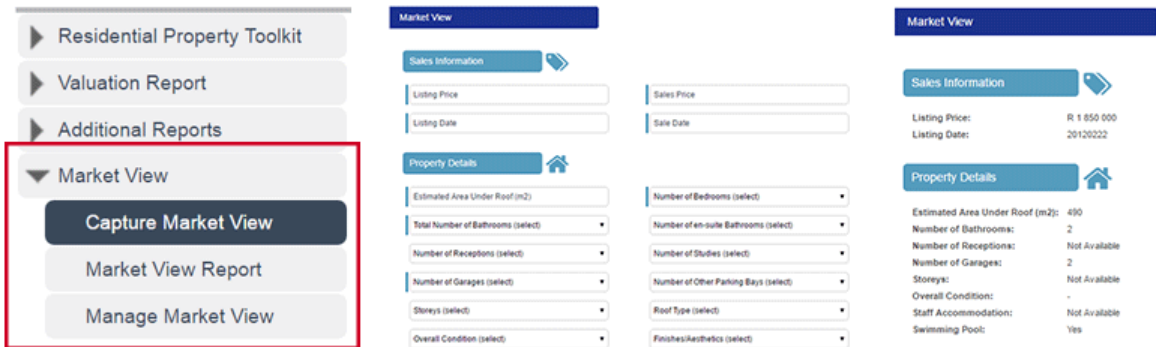 Residential Property Toolkit
Valuation Report
Additional Reports
Market View
Capture Market View
Market View Report
Manage Market View
Market View
Sales Information
Listing Price
Sales Price
Listing Date
Sale Date
Property Details
Estimated Area Under Roof (m2)
Number of Bedrooms (select)
Total Number of Bathrooms (select)
Number of en-suite Bathrooms (select)
Number of Receptions (select)
Number of Studies (select)
Number of Garages (select)
Number of Other Parking Bays (select)
Storeys (select)
Roof Type (select)
Overall Condition (select)
Finishes/Aesthetics (select)
Market View
Sales Information
Listing Price: R 1 850 000
Listing Date: 20120222
Property Details
Estimated Area Under Roof (m2): 490
Number of Bathrooms: 2
Number of Receptions: Not Available
Number of Garages: 2
Storeys: Not Available
Overall Condition: -
Staff Accommodation: Not Available
Swimming Pool: Yes